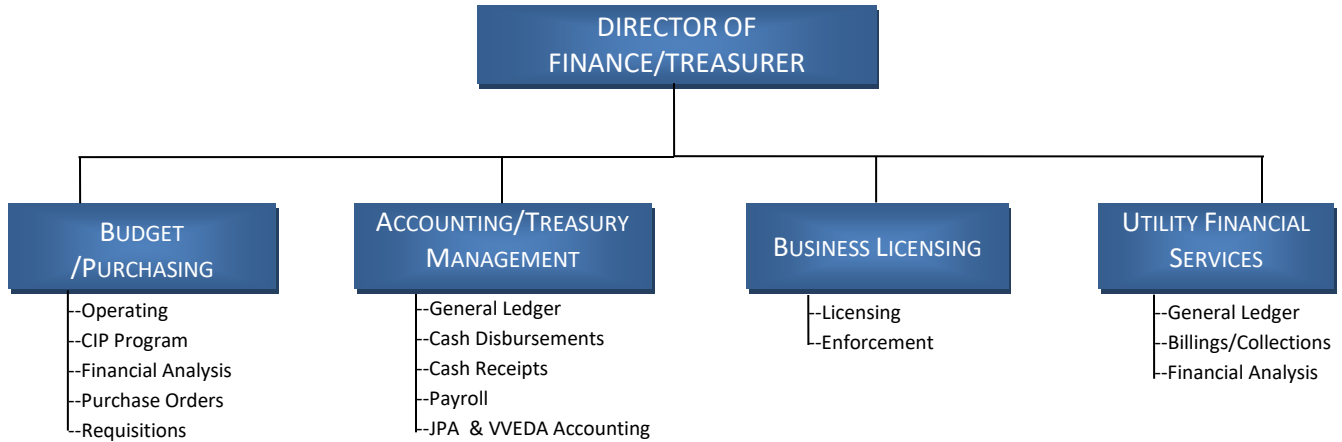 DIRECTOR OF
FINANCE/TREASURER
BUDGET
/PURCHASING
--Operating
--CIP Program
--Financial Analysis
--Purchase Orders
--Requisitions
ACCOUNTING/TREASURY
MANAGEMENT
--General Ledger
--Cash Disbursements
--Cash Receipts
--Payroll
--JPA & VVEDA Accounting
BUSINESS LICENSING
--Licensing
--Enforcement
UTILITY FINANCIAL
SERVICES
--General Ledger
--Billings/Collections
--Financial Analysis